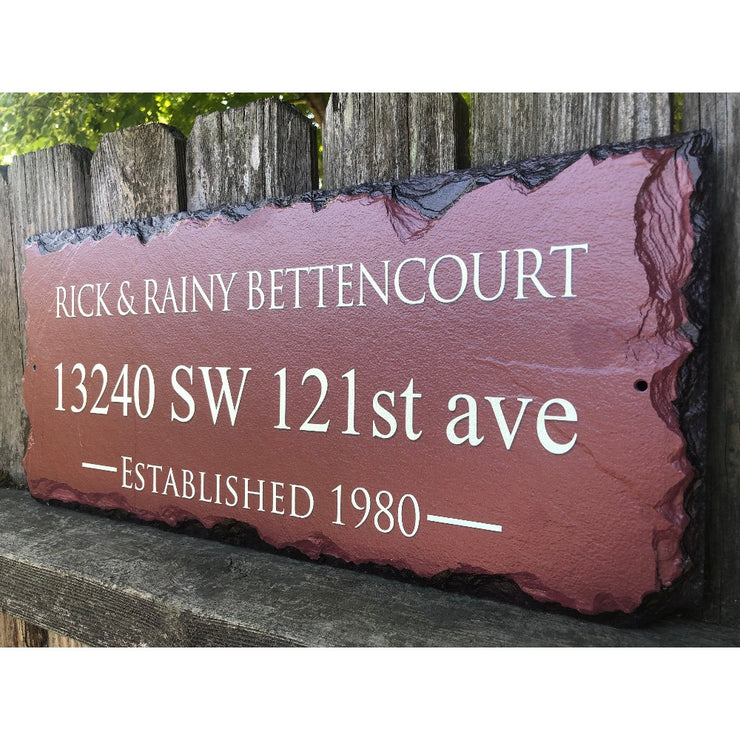 RICK & RAINY BETTENCOURT
13240 SW 121st ave
—ESTABLISHED 1980—